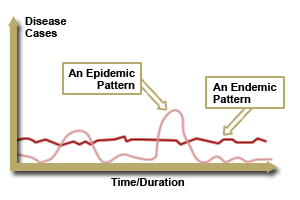 Disease
Cases
An Epidemic
Pattern
An Endemic
Pattern
Time/Duration